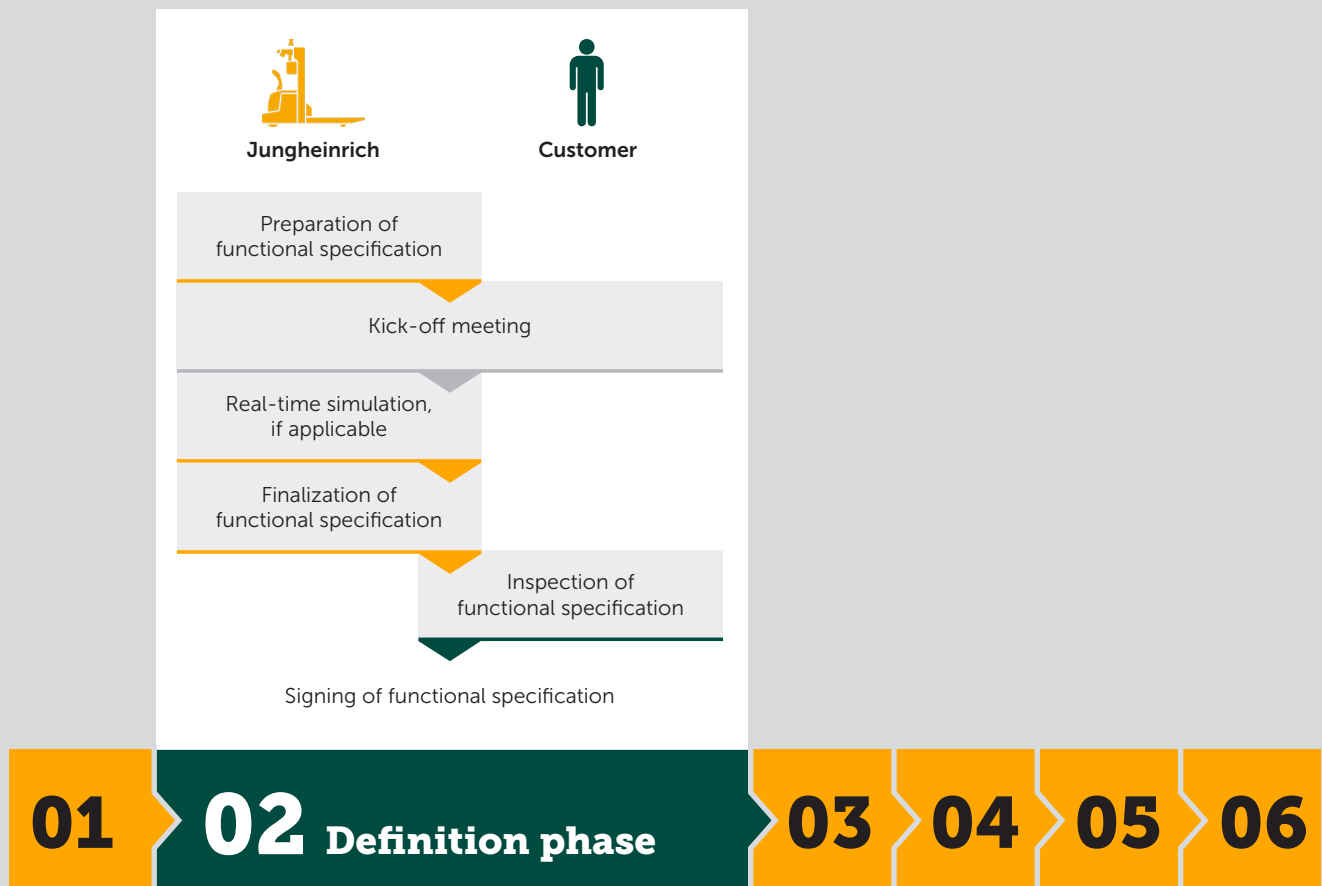 Jungheinrich
Customer
Preparation of
functional specification
Kick-off meeting
Real-time simulation,
if applicable
Finalization of
functional specification
Inspection of
functional specification
Signing of functional specification
01
02 Definition phase
03
04
05
06